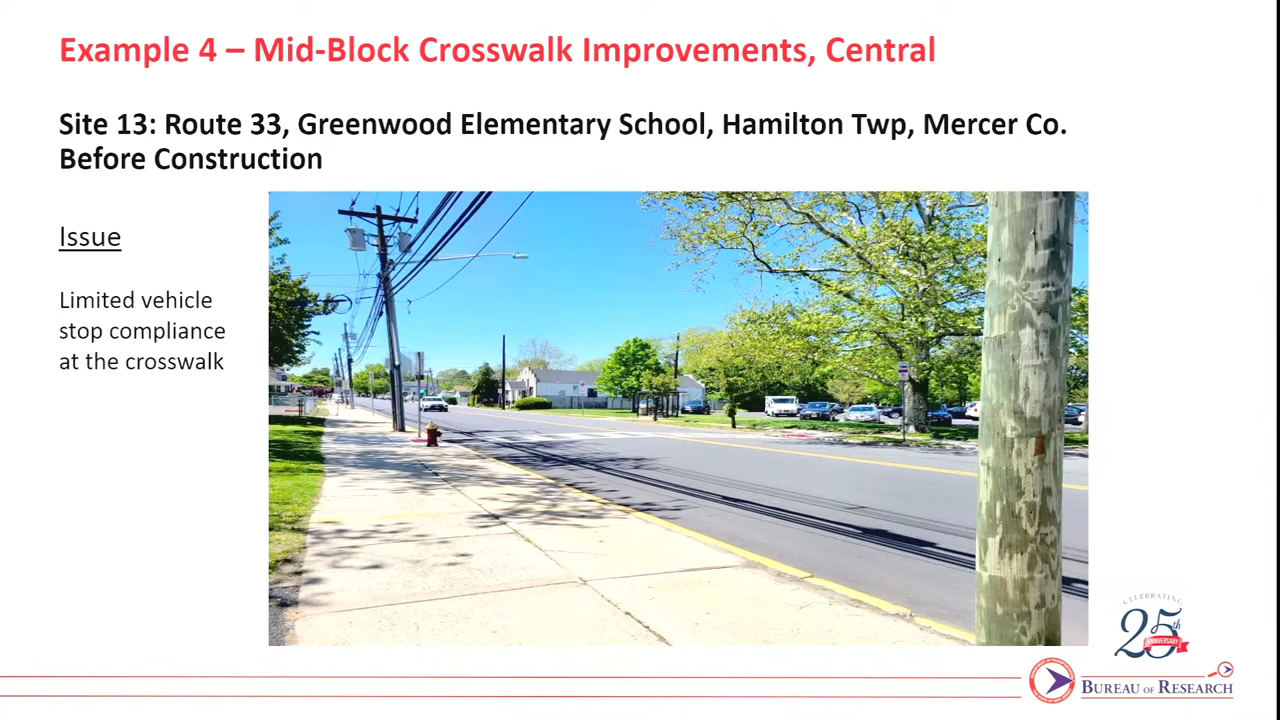 Example 4 – Mid-Block Crosswalk Improvements, Central
Site 13: Route 33, Greenwood Elementary School, Hamilton Twp, Mercer Co.
Before Construction
Issue
Limited vehicle
stop compliance
at the crosswalk
CELEBRATING
25th
ANNIVERSARY
BUREAU OF RESEARCH